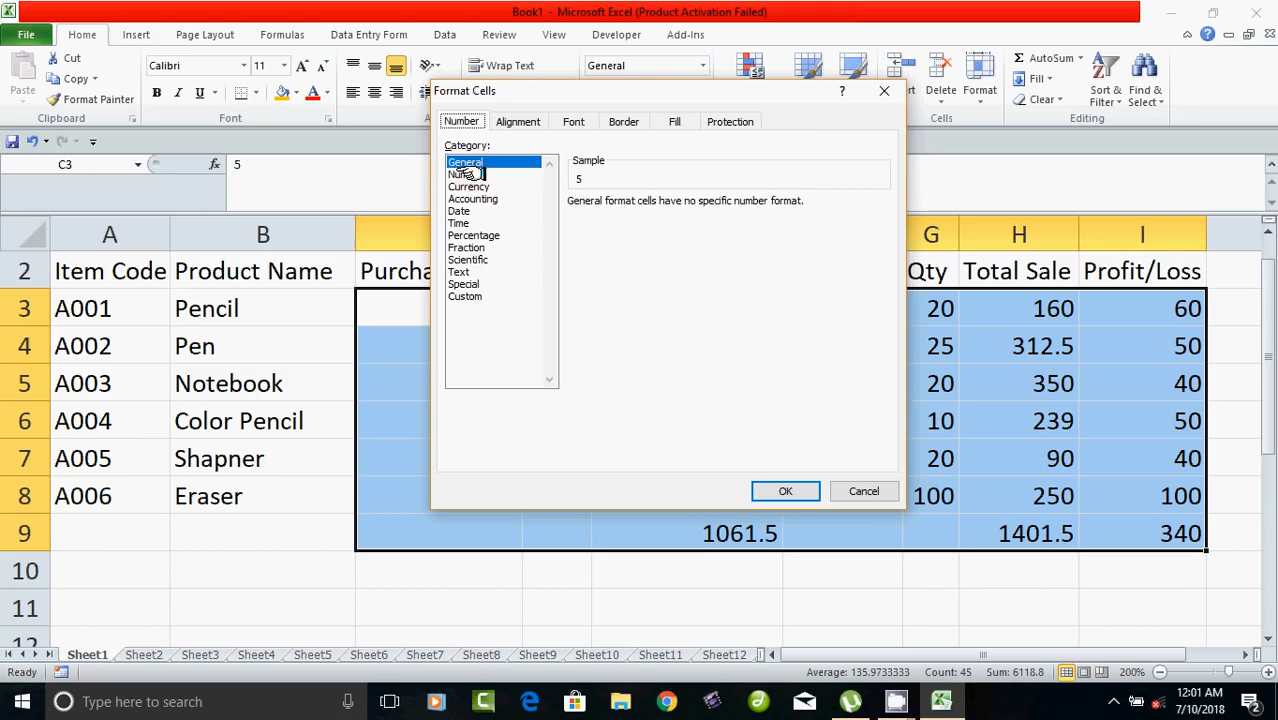 Book1 - Microsoft Excel (Product Activation Failed)
File Home Insert Page Layout Formulas Data Entry Form Data Review View Developer Add-Ins
Paste
Cut
Copy
Format Painter
Clipboard
Calibri 11
B I U A
Font
Wrap Text
General
Delete Format
Cells
Σ AutoSum
Fill
Clear
Sort & Filter
Find & Select
Editing
C3 fx 5
Format Cells
Number Alignment Font Border Fill Protection
Category:
General
Currency
Accounting
Date
Time
Percentage
Fraction
Scientific
Text
Special
Custom
Sample
5
General format cells have no specific number format.
OK Cancel
A B G H I
2 Item Code Product Name Qty Total Sale Profit/Loss
3 A001 Pencil 20 160 60
4 A002 Pen 25 312.5 50
5 A003 Notebook 20 350 40
6 A004 Color Pencil 10 239 50
7 A005 Shapner 20 90 40
8 A006 Eraser 100 250 100
9 1061.5 1401.5 340
10
11
12
Sheet1 Sheet2 Sheet3 Sheet4 Sheet5 Sheet6 Sheet7 Sheet8 Sheet9 Sheet10 Sheet11 Sheet12
Ready Average: 135.9733333 Count: 45 Sum: 6118.8 200%
Type here to search
12:01 AM
7/10/2018
2